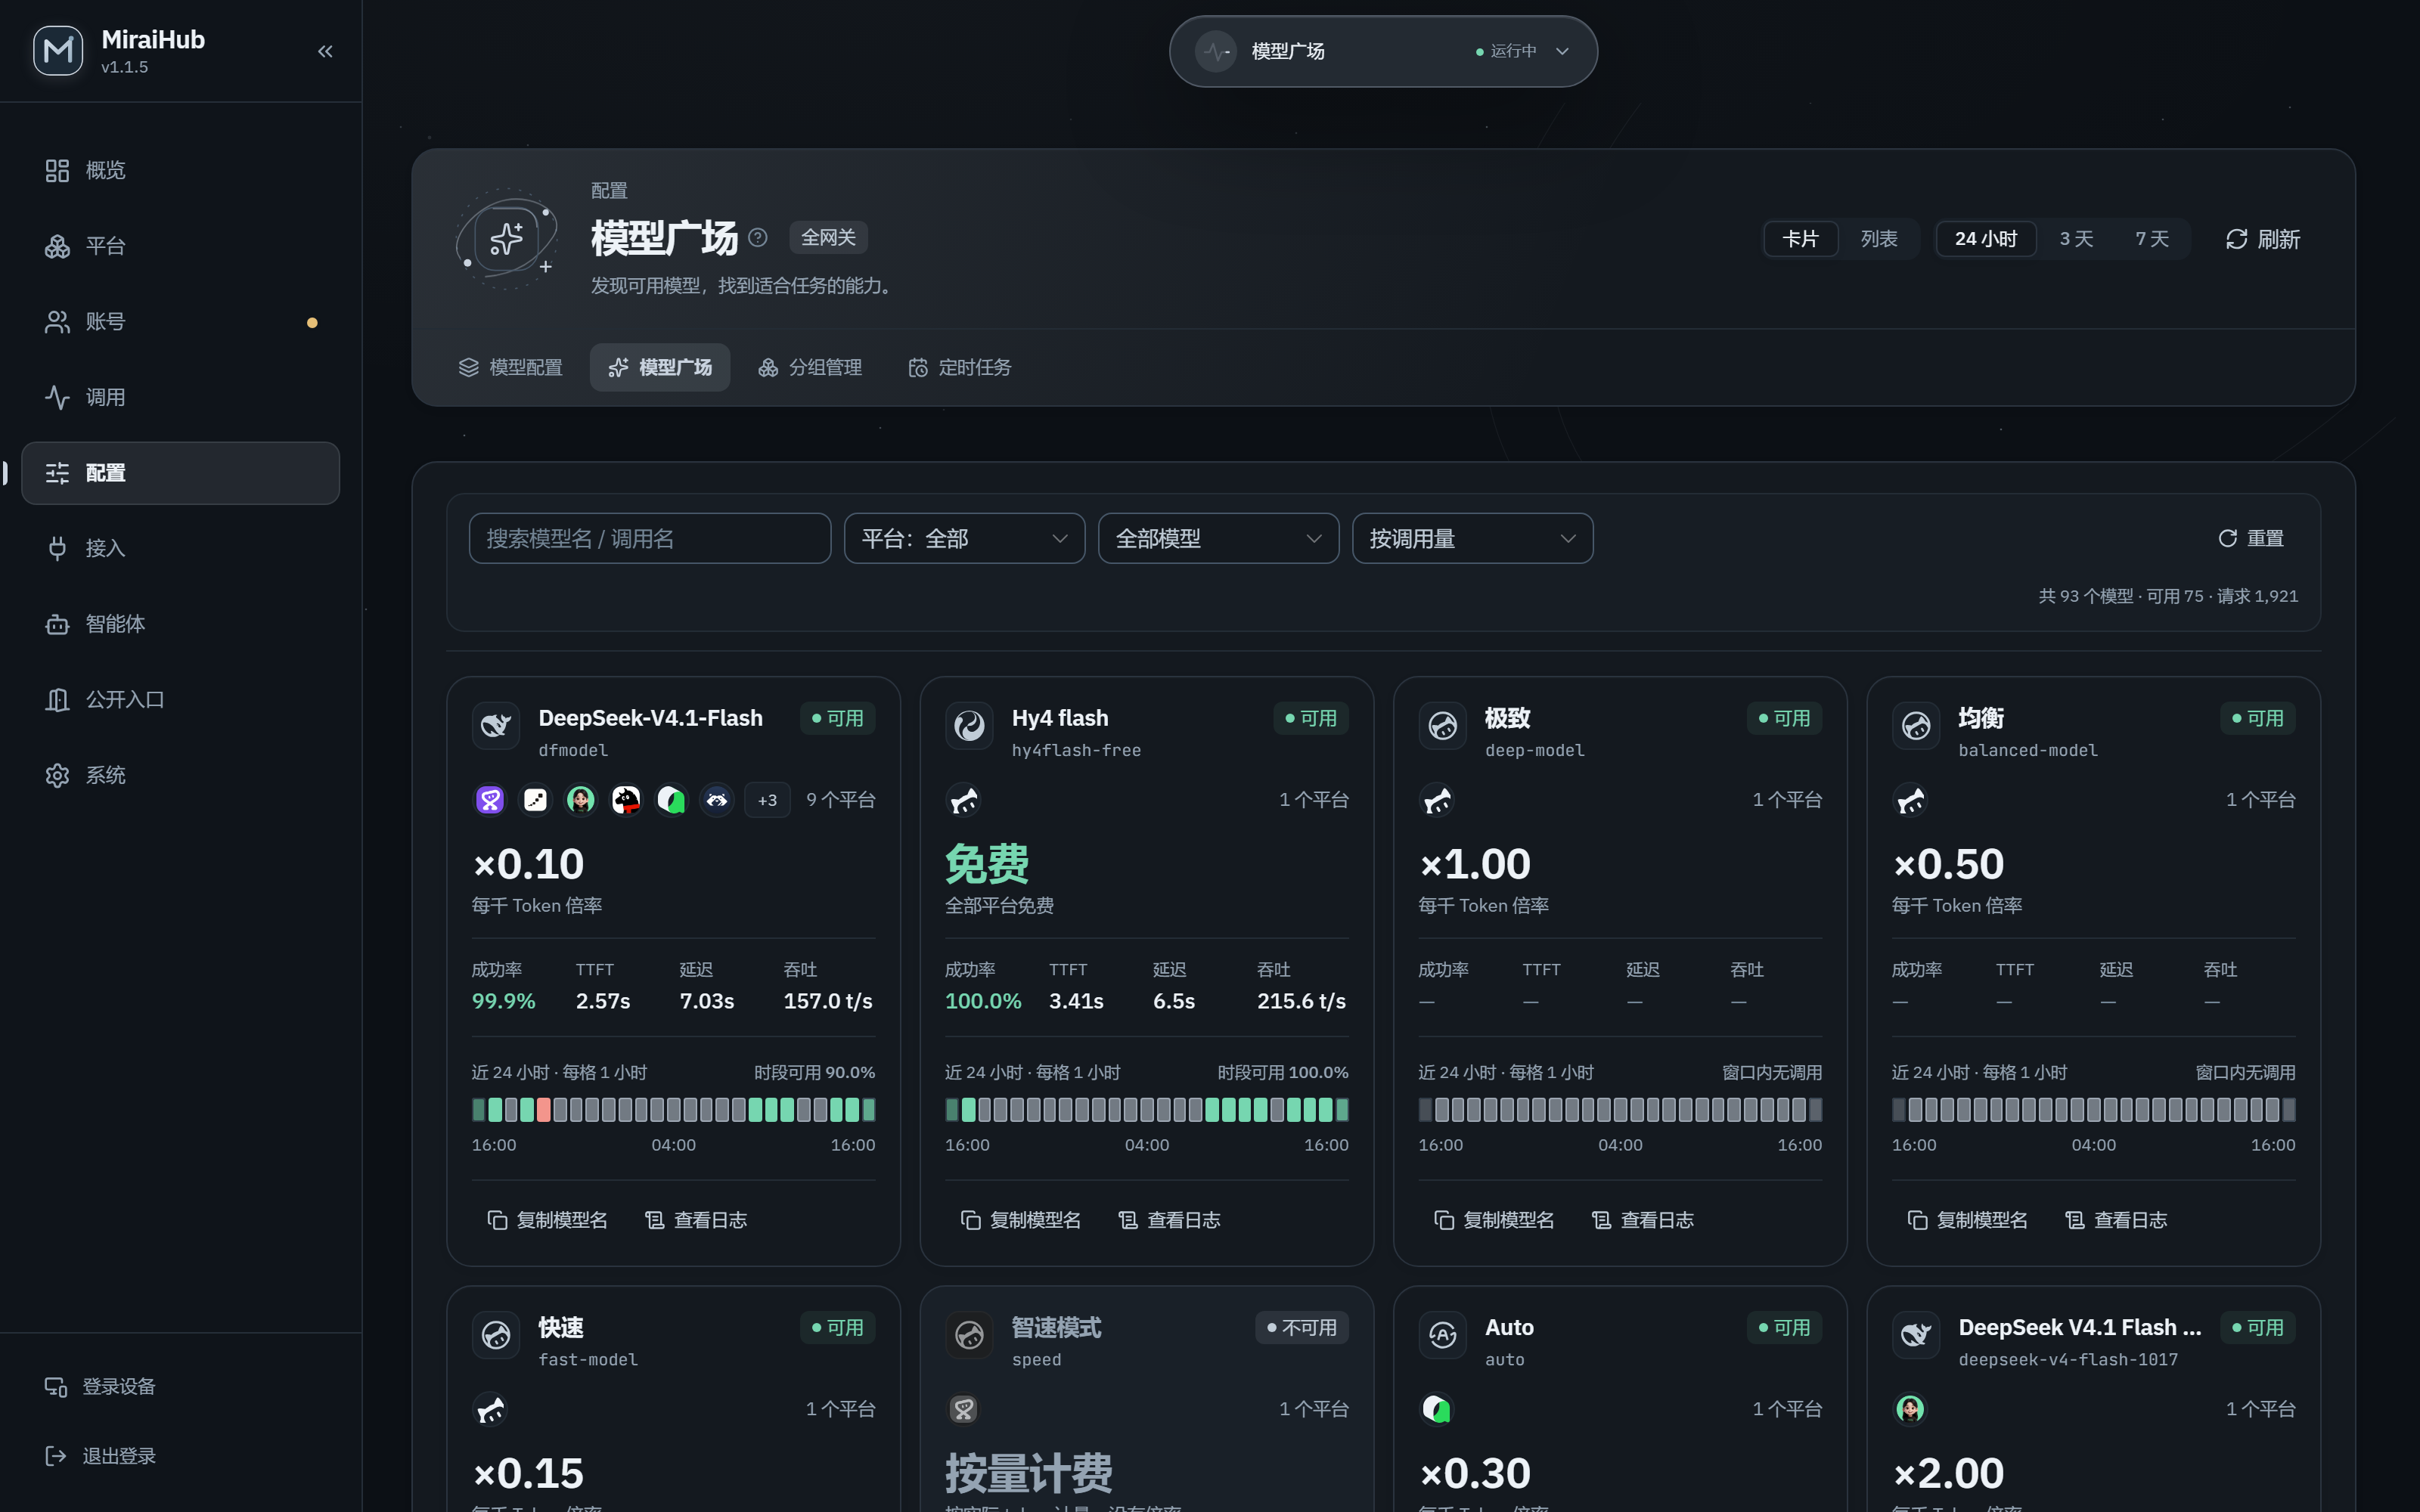 MiraiHub
v1.1.5
概览
平台
账号
调用
配置
接入
智能体
公开入口
系统
登录设备
退出登录
模型广场
运行中
配置
模型广场 全网关
发现可用模型，找到适合任务的能力。
卡片 列表 24 小时 3 天 7 天 刷新
模型配置 模型广场 分组管理 定时任务
搜索模型名 / 调用名 平台：全部 全部模型 按调用量 重置
共 93 个模型 · 可用 75 · 请求 1,921
DeepSeek-V4.1-Flash 可用
dfmodel
+3 9 个平台
×0.10
每千 Token 倍率
成功率 TTFT 延迟 吞吐
99.9% 2.57s 7.03s 157.0 t/s
近 24 小时 · 每格 1 小时 时段可用 90.0%
16:00 04:00 16:00
复制模型名 查看日志
Hy4 flash 可用
hy4flash-free
1 个平台
免费
全部平台免费
成功率 TTFT 延迟 吞吐
100.0% 3.41s 6.5s 215.6 t/s
近 24 小时 · 每格 1 小时 时段可用 100.0%
16:00 04:00 16:00
复制模型名 查看日志
极致 可用
deep-model
1 个平台
×1.00
每千 Token 倍率
成功率 TTFT 延迟 吞吐
— — — —
近 24 小时 · 每格 1 小时 窗口内无调用
16:00 04:00 16:00
复制模型名 查看日志
均衡 可用
balanced-model
1 个平台
×0.50
每千 Token 倍率
成功率 TTFT 延迟 吞吐
— — — —
近 24 小时 · 每格 1 小时 窗口内无调用
16:00 04:00 16:00
复制模型名 查看日志
快速 可用
fast-model
1 个平台
×0.15
每千 Token 倍率
智速模式 不可用
speed
1 个平台
按量计费
Auto 可用
auto
1 个平台
×0.30
每千 Token 倍率
DeepSeek V4.1 Flash ... 可用
deepseek-v4-flash-1017
1 个平台
×2.00
每千 Token 倍率